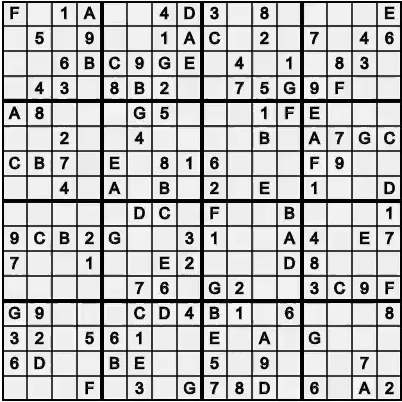 F 1 A 4 D 3 8 E
5 9 1 A C 2 7 4 6
6 B C 9 G E 4 1 8 3
4 3 8 B 2 7 5 G 9 F
A 8 G 5 1 F E
2 4 B A 7 G C
C B 7 E 8 1 6 F 9
4 A B 2 E 1 D
D C F B 1
9 C B 2 G 3 1 A 4 E 7
7 1 E 2 D 8
7 6 G 2 3 C 9 F
G 9 C D 4 B 1 6 8
3 2 5 6 1 E A G
6 D B E 5 9 7
F 3 G 7 8 D 6 A 2